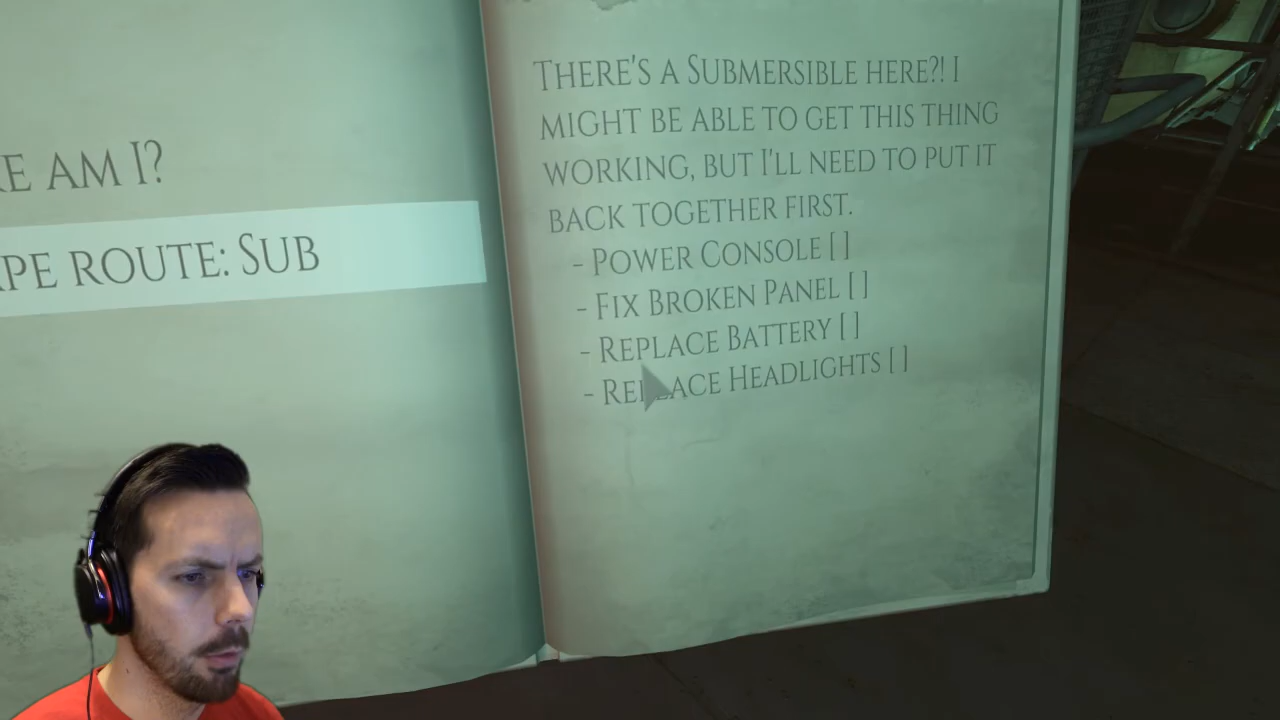 RE AM I?
PE ROUTE: SUB
THERE'S A SUBMERSIBLE HERE?! I
MIGHT BE ABLE TO GET THIS THING
WORKING, BUT I'LL NEED TO PUT IT
BACK TOGETHER FIRST.
- POWER CONSOLE [ ]
- FIX BROKEN PANEL [ ]
- REPLACE BATTERY [ ]
- REPLACE HEADLIGHTS [ ]